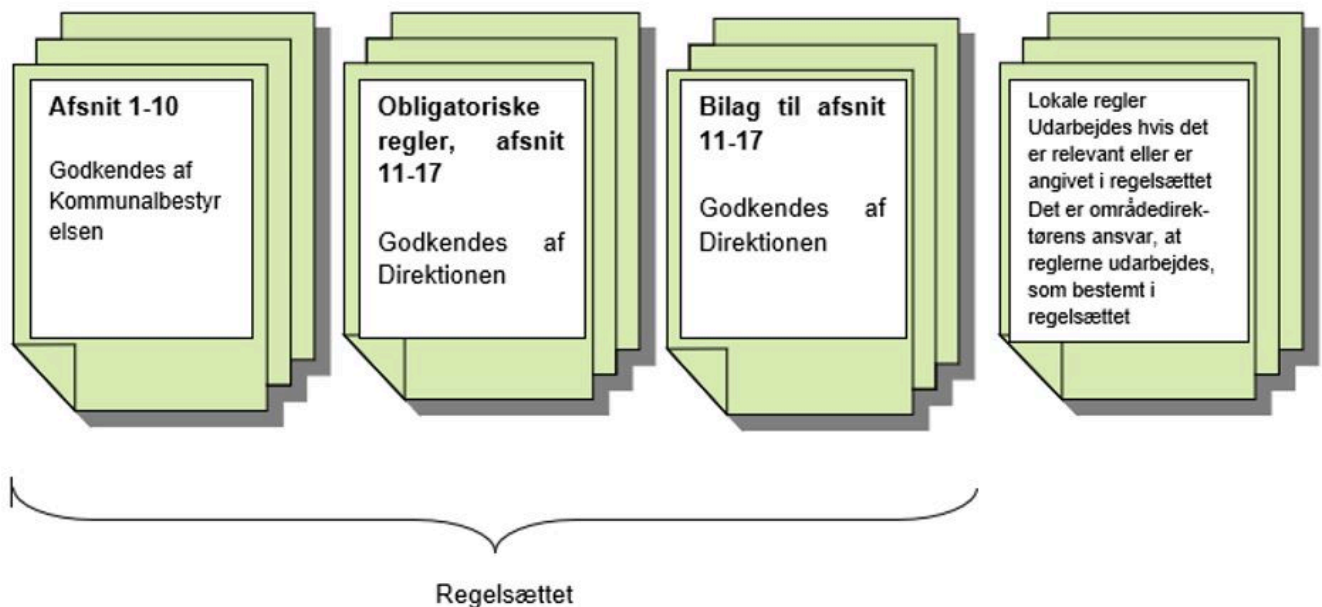 Afsnit 1-10
Godkendes af
Kommunalbestyr
elsen
Obligatoriske
regler, afsnit
11-17
Godkendes af
Direktionen
Bilag til afsnit
11-17
Godkendes af
Direktionen
Lokale regler
Udarbejdes hvis det
er relevant eller er
angivet i regelsættet
Det er områdedirek-
tørens ansvar, at
reglerne udarbejdes,
som bestemt i
regelsættet
Regelsættet